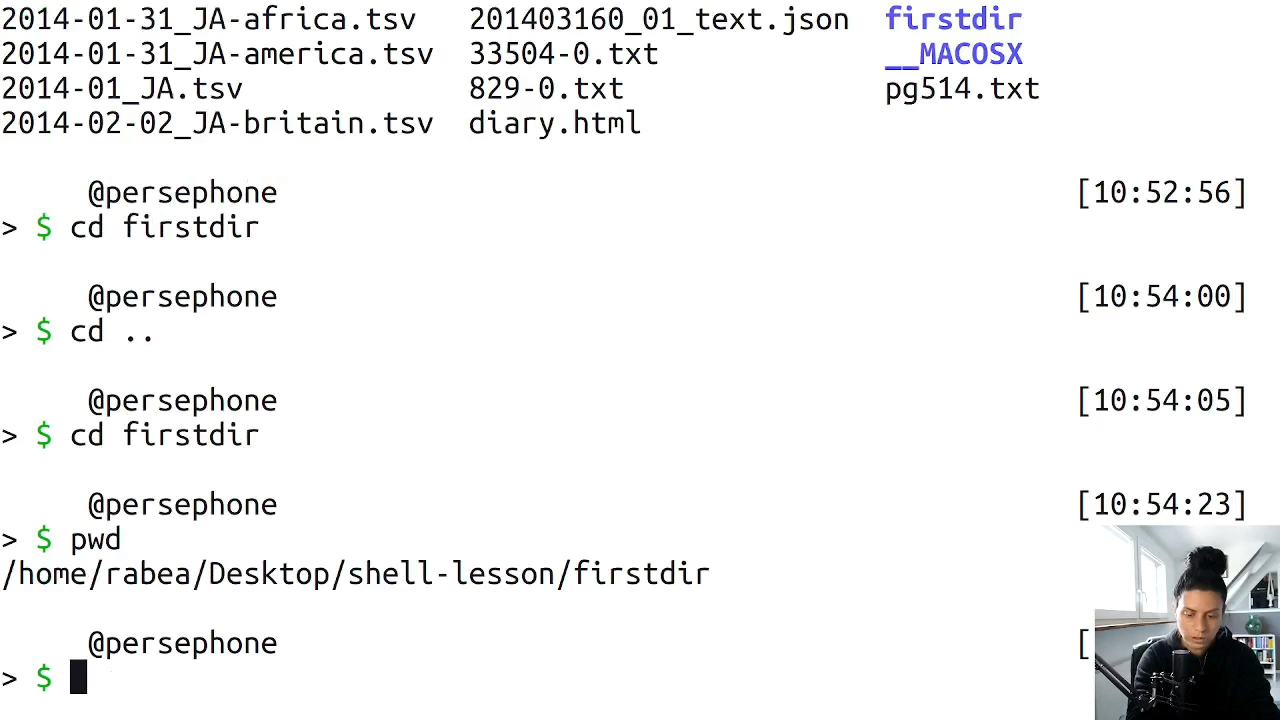 2014-01-31_JA-africa.tsv 201403160_01_text.json firstdir
2014-01-31_JA-america.tsv 33504-0.txt __MACOSX
2014-01_JA.tsv 829-0.txt pg514.txt
2014-02-02_JA-britain.tsv diary.html
@persephone [10:52:56]
> $ cd firstdir
@persephone [10:54:00]
> $ cd ..
@persephone [10:54:05]
> $ cd firstdir
@persephone [10:54:23]
> $ pwd
/home/rabea/Desktop/shell-lesson/firstdir
@persephone [
> $